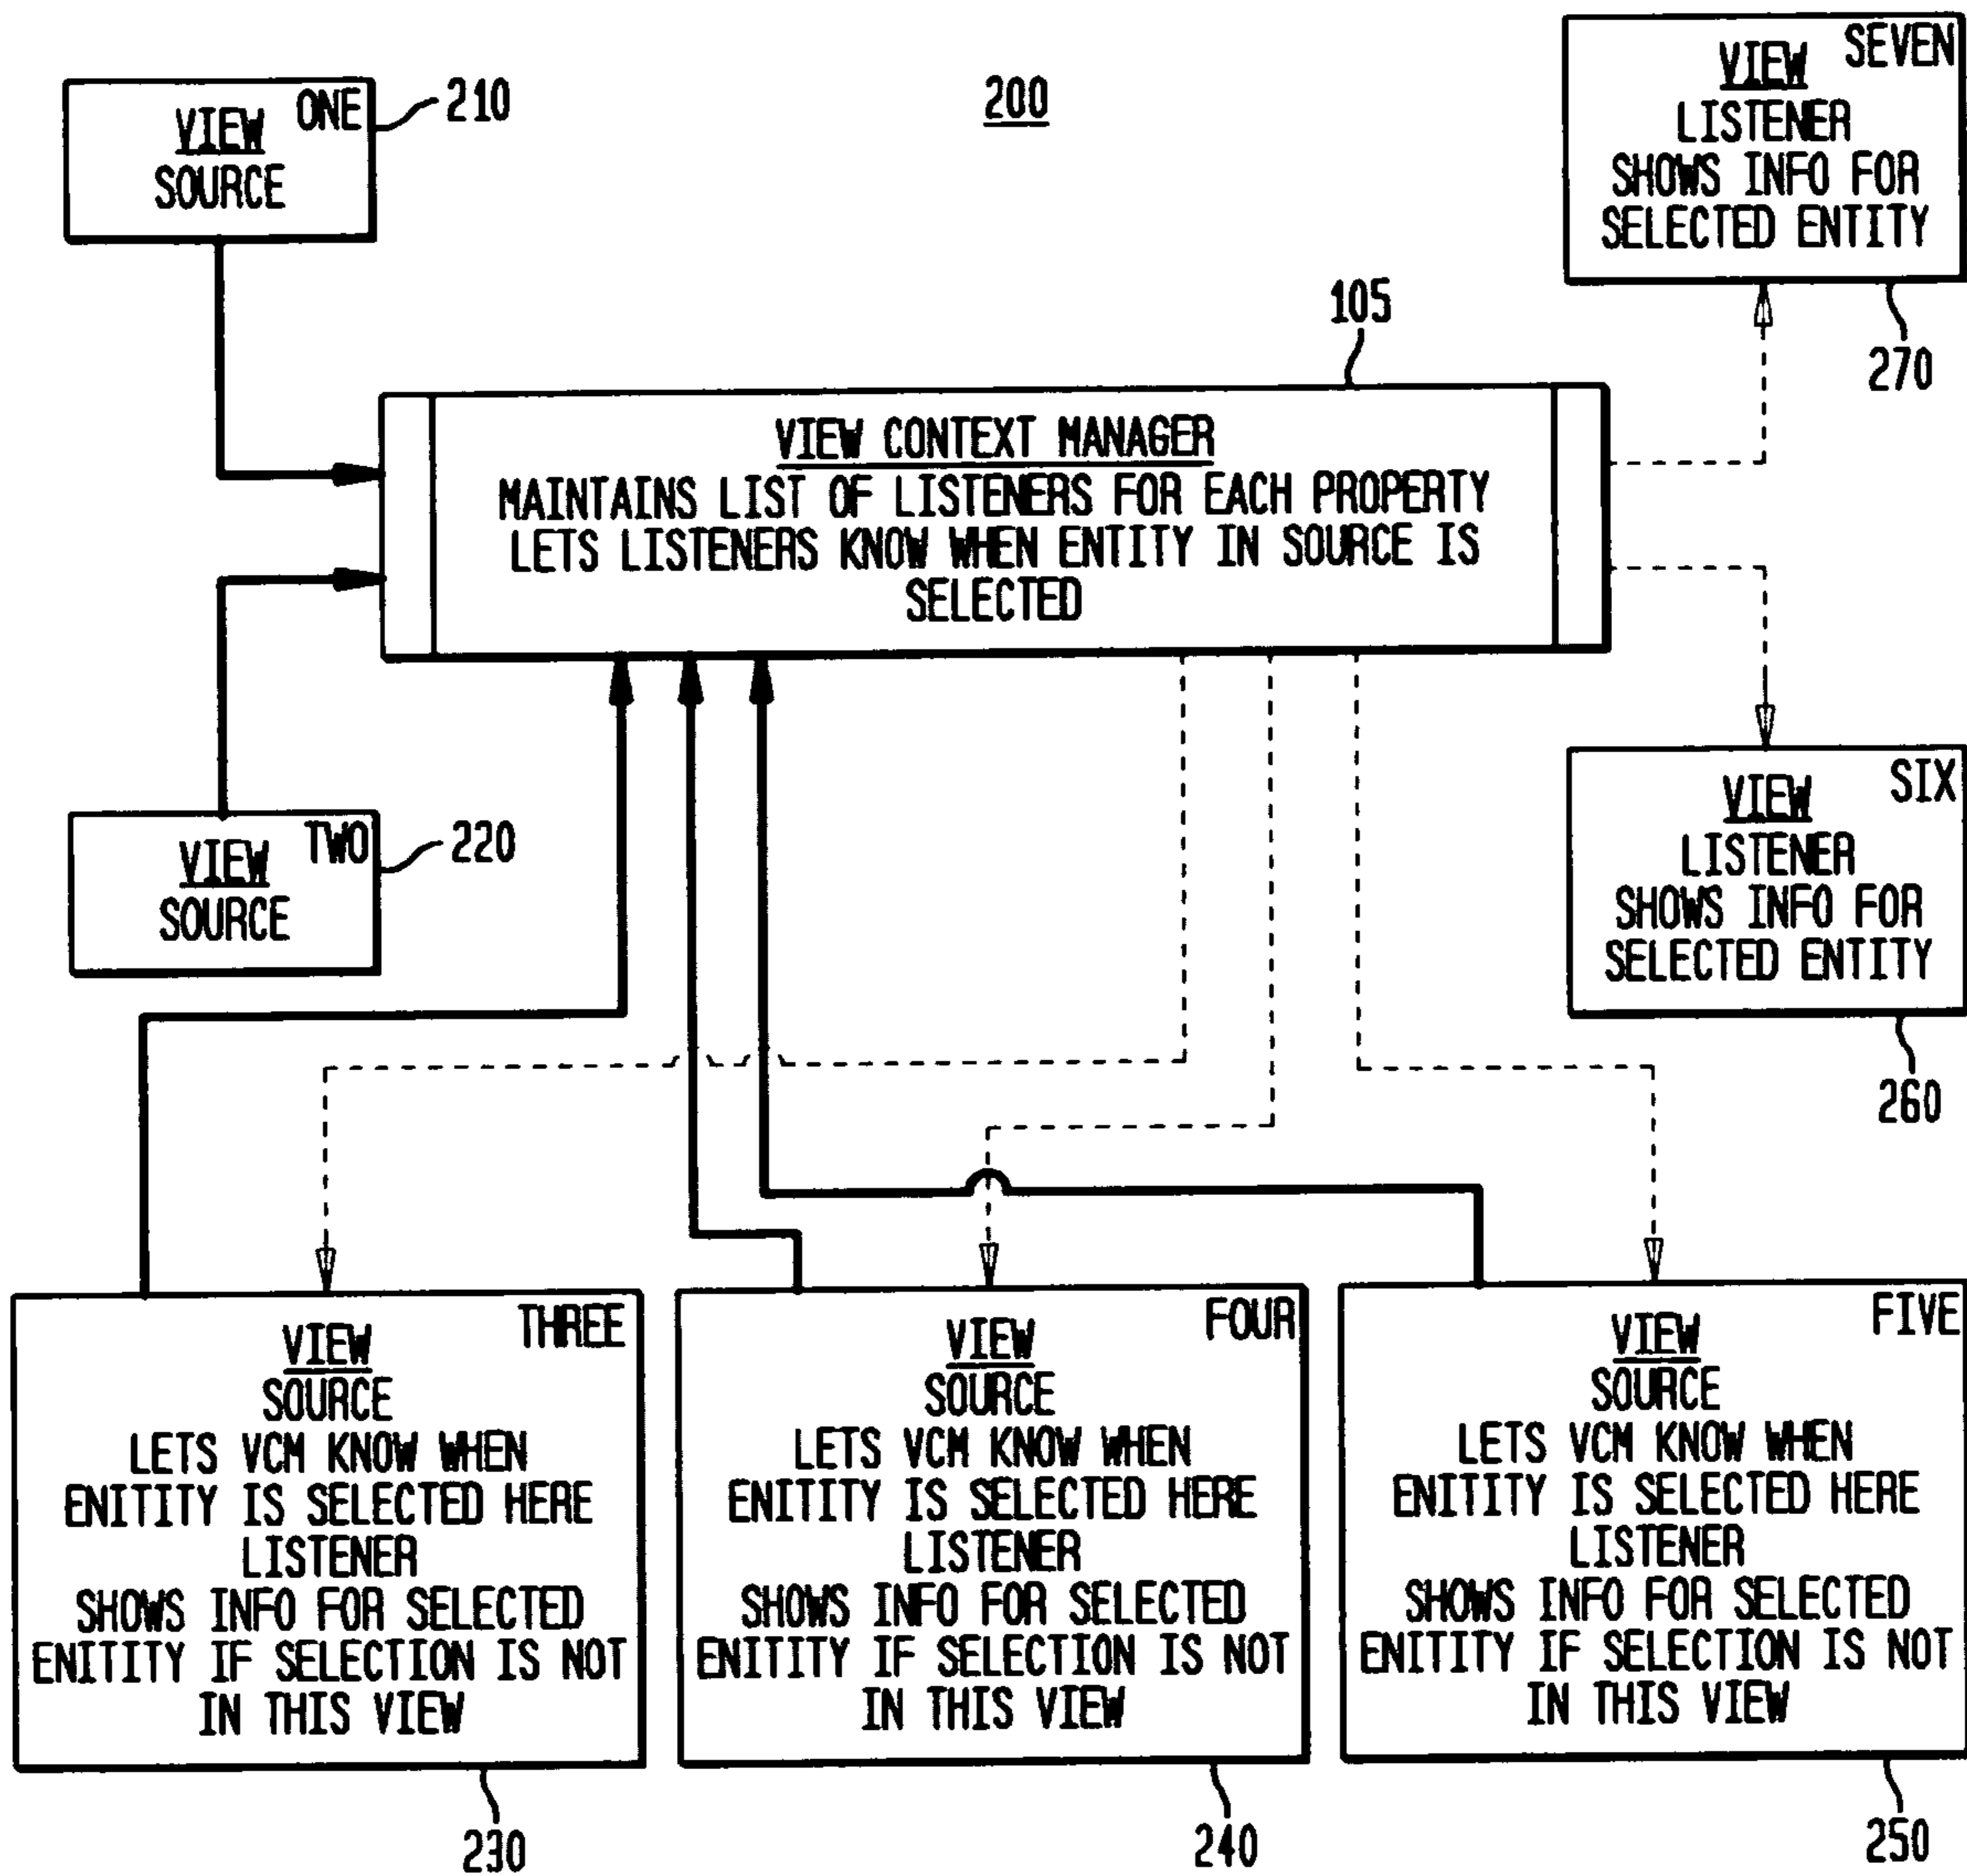 200
ONE
VIEW
SOURCE
210
SEVEN
VIEW
LISTENER
SHOWS INFO FOR
SELECTED ENTITY
270
105
VIEW CONTEXT MANAGER
MAINTAINS LIST OF LISTENERS FOR EACH PROPERTY
LETS LISTENERS KNOW WHEN ENTITY IN SOURCE IS
SELECTED
TWO
VIEW
SOURCE
220
SIX
VIEW
LISTENER
SHOWS INFO FOR
SELECTED ENTITY
260
THREE
VIEW
SOURCE
LETS VCM KNOW WHEN
ENITITY IS SELECTED HERE
LISTENER
SHOWS INFO FOR SELECTED
ENITITY IF SELECTION IS NOT
IN THIS VIEW
230
FOUR
VIEW
SOURCE
LETS VCM KNOW WHEN
ENITITY IS SELECTED HERE
LISTENER
SHOWS INFO FOR SELECTED
ENITITY IF SELECTION IS NOT
IN THIS VIEW
240
FIVE
VIEW
SOURCE
LETS VCM KNOW WHEN
ENITITY IS SELECTED HERE
LISTENER
SHOWS INFO FOR SELECTED
ENITITY IF SELECTION IS NOT
IN THIS VIEW
250